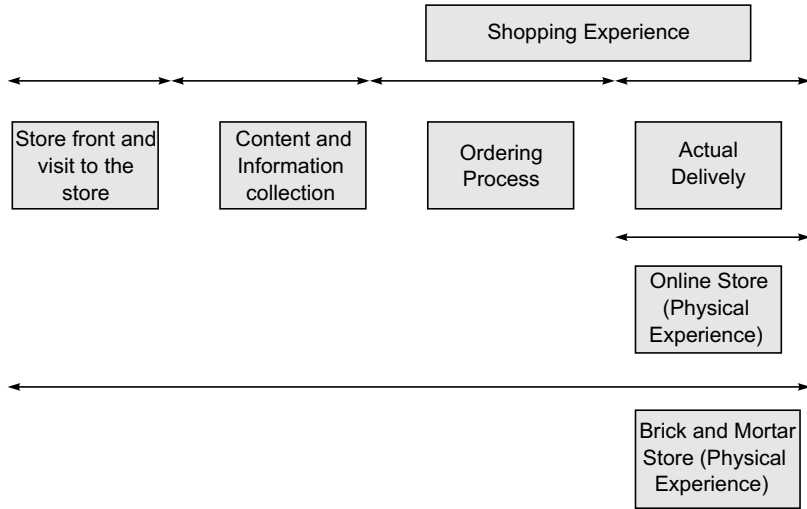 Shopping Experience
Store front and
visit to the
store
Content and
Information
collection
Ordering
Process
Actual
Delively
Online Store
(Physical
Experience)
Brick and Mortar
Store (Physical
Experience)